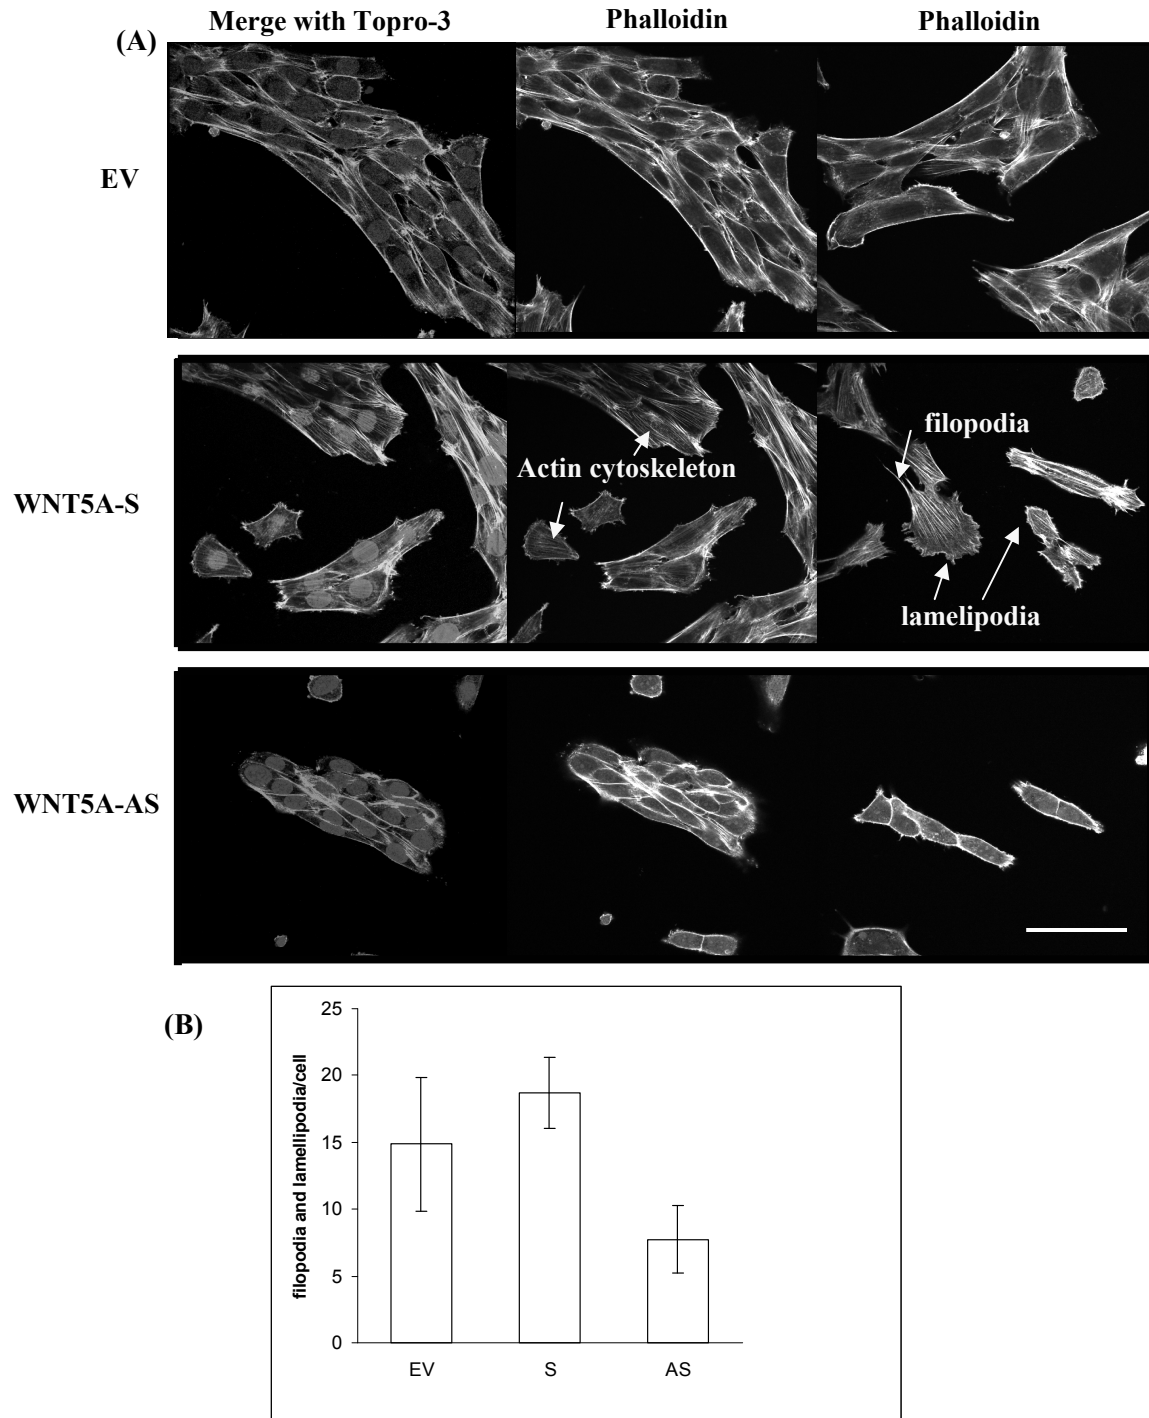 Merge with Topro-3
Phalloidin
Phalloidin
(A)
EV
WNT5A-S
filopodia
Actin cytoskeleton
lamelipodia
WNT5A-AS
(B)
filopodia and lamellipodia/cell
25
20
15
10
5
0
EV
S
AS